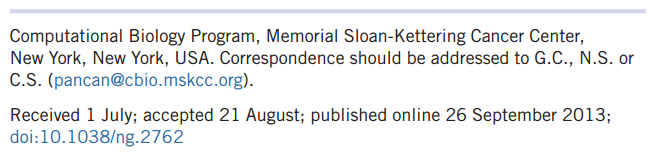 Computational Biology Program, Memorial Sloan-Kettering Cancer Center,
New York, New York, USA. Correspondence should be addressed to G.C., N.S. or
C.S. (pancan@cbio.mskcc.org).
Received 1 July; accepted 21 August; published online 26 September 2013;
doi:10.1038/ng.2762